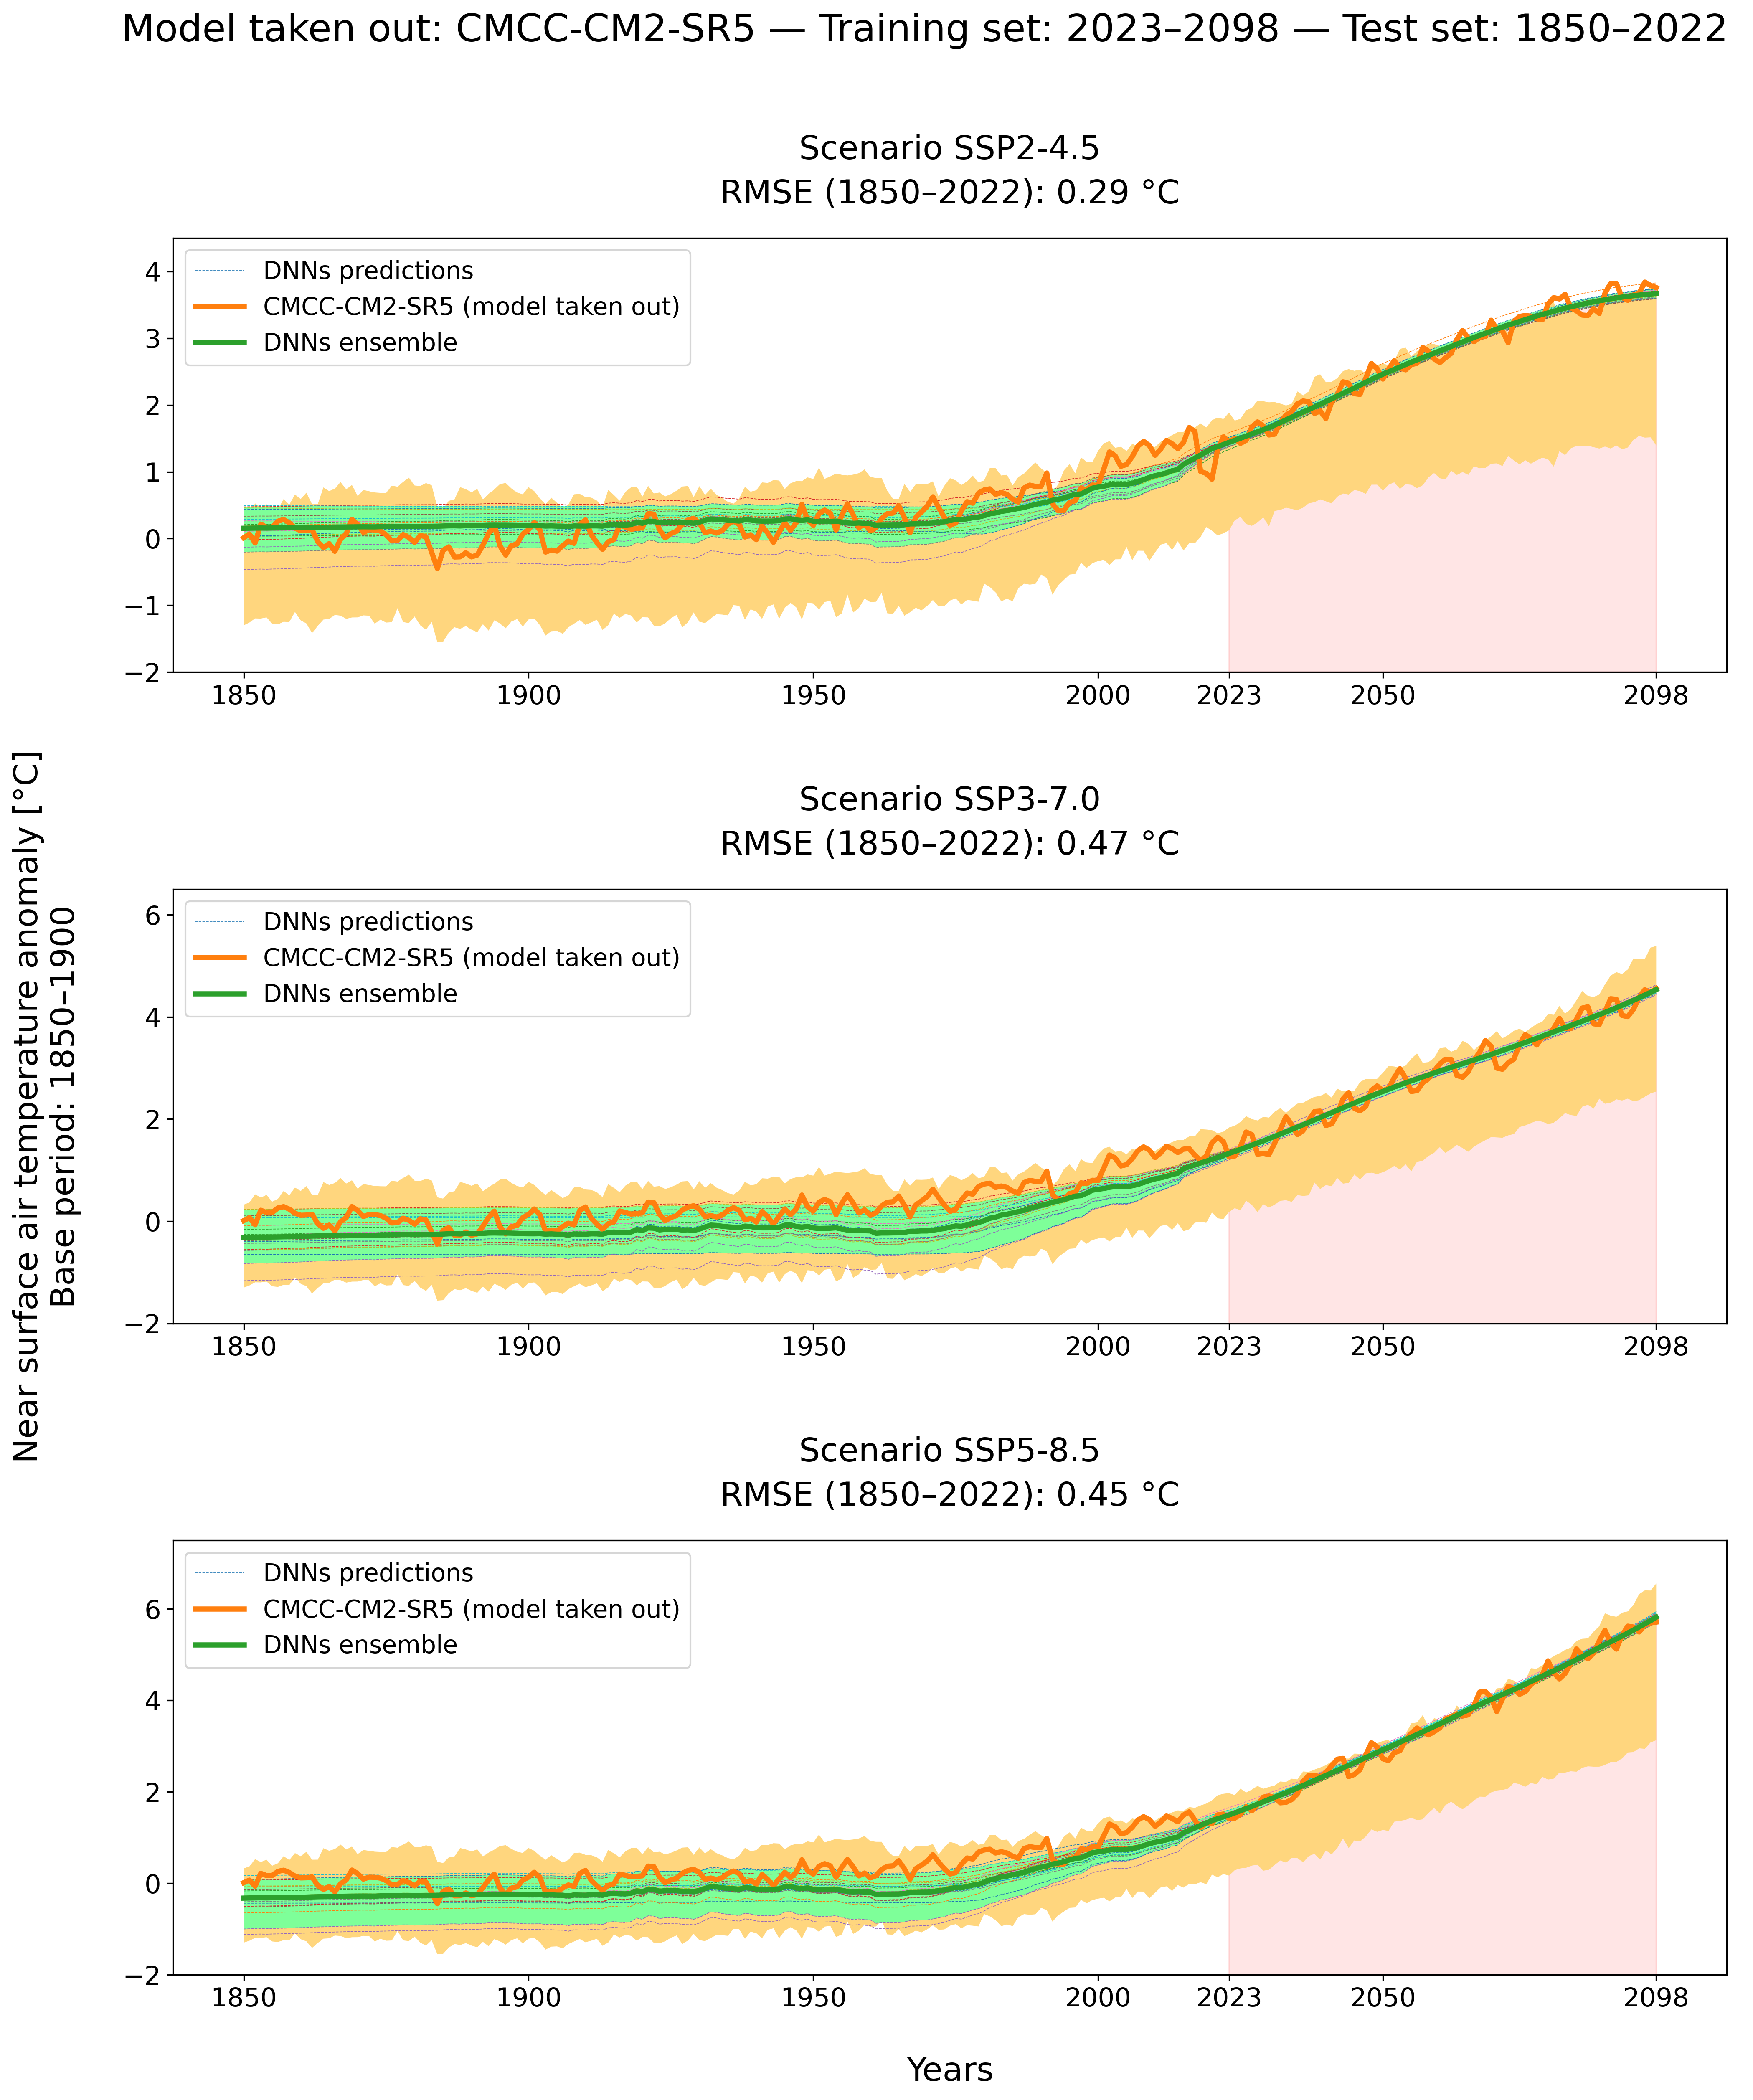 Model taken out: CMCC-CM2-SR5 — Training set: 2023–2098 — Test set: 1850–2022
Scenario SSP2-4.5
RMSE (1850–2022): 0.29 °C
DNNs predictions
CMCC-CM2-SR5 (model taken out)
DNNs ensemble
4
3
2
1
0
−1
−2
1850 1900 1950 2000 2023 2050 2098
Near surface air temperature anomaly [°C]
Base period: 1850–1900
Scenario SSP3-7.0
RMSE (1850–2022): 0.47 °C
DNNs predictions
CMCC-CM2-SR5 (model taken out)
DNNs ensemble
6
4
2
0
−2
1850 1900 1950 2000 2023 2050 2098
Scenario SSP5-8.5
RMSE (1850–2022): 0.45 °C
DNNs predictions
CMCC-CM2-SR5 (model taken out)
DNNs ensemble
6
4
2
0
−2
1850 1900 1950 2000 2023 2050 2098
Years